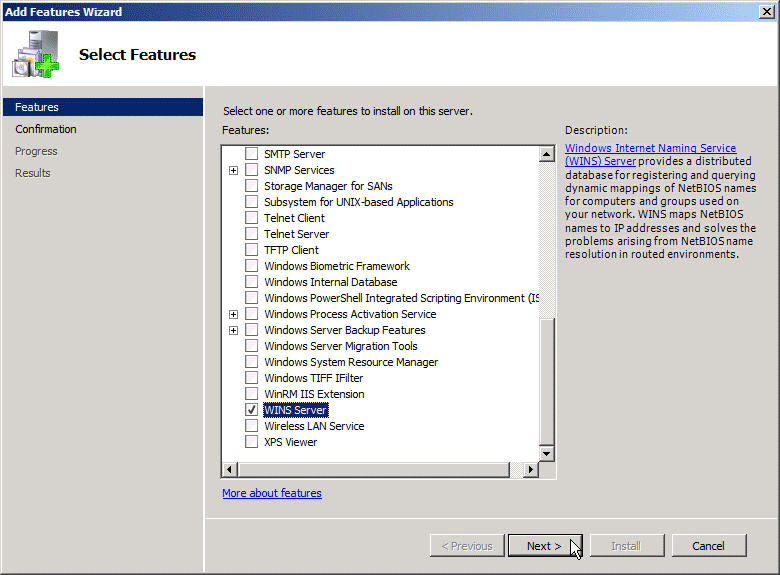 Add Features Wizard
Select Features
Features
Confirmation
Progress
Results
Select one or more features to install on this server.
Features:
SMTP Server
SNMP Services
Storage Manager for SANs
Subsystem for UNIX-based Applications
Telnet Client
Telnet Server
TFTP Client
Windows Biometric Framework
Windows Internal Database
Windows PowerShell Integrated Scripting Environment (IS
Windows Process Activation Service
Windows Server Backup Features
Windows Server Migration Tools
Windows System Resource Manager
Windows TIFF IFilter
WinRM IIS Extension
WINS Server
Wireless LAN Service
XPS Viewer
More about features
Description:
Windows Internet Naming Service
(WINS) Server provides a distributed
database for registering and querying
dynamic mappings of NetBIOS names
for computers and groups used on
your network. WINS maps NetBIOS
names to IP addresses and solves the
problems arising from NetBIOS name
resolution in routed environments.
< Previous
Next >
Install
Cancel